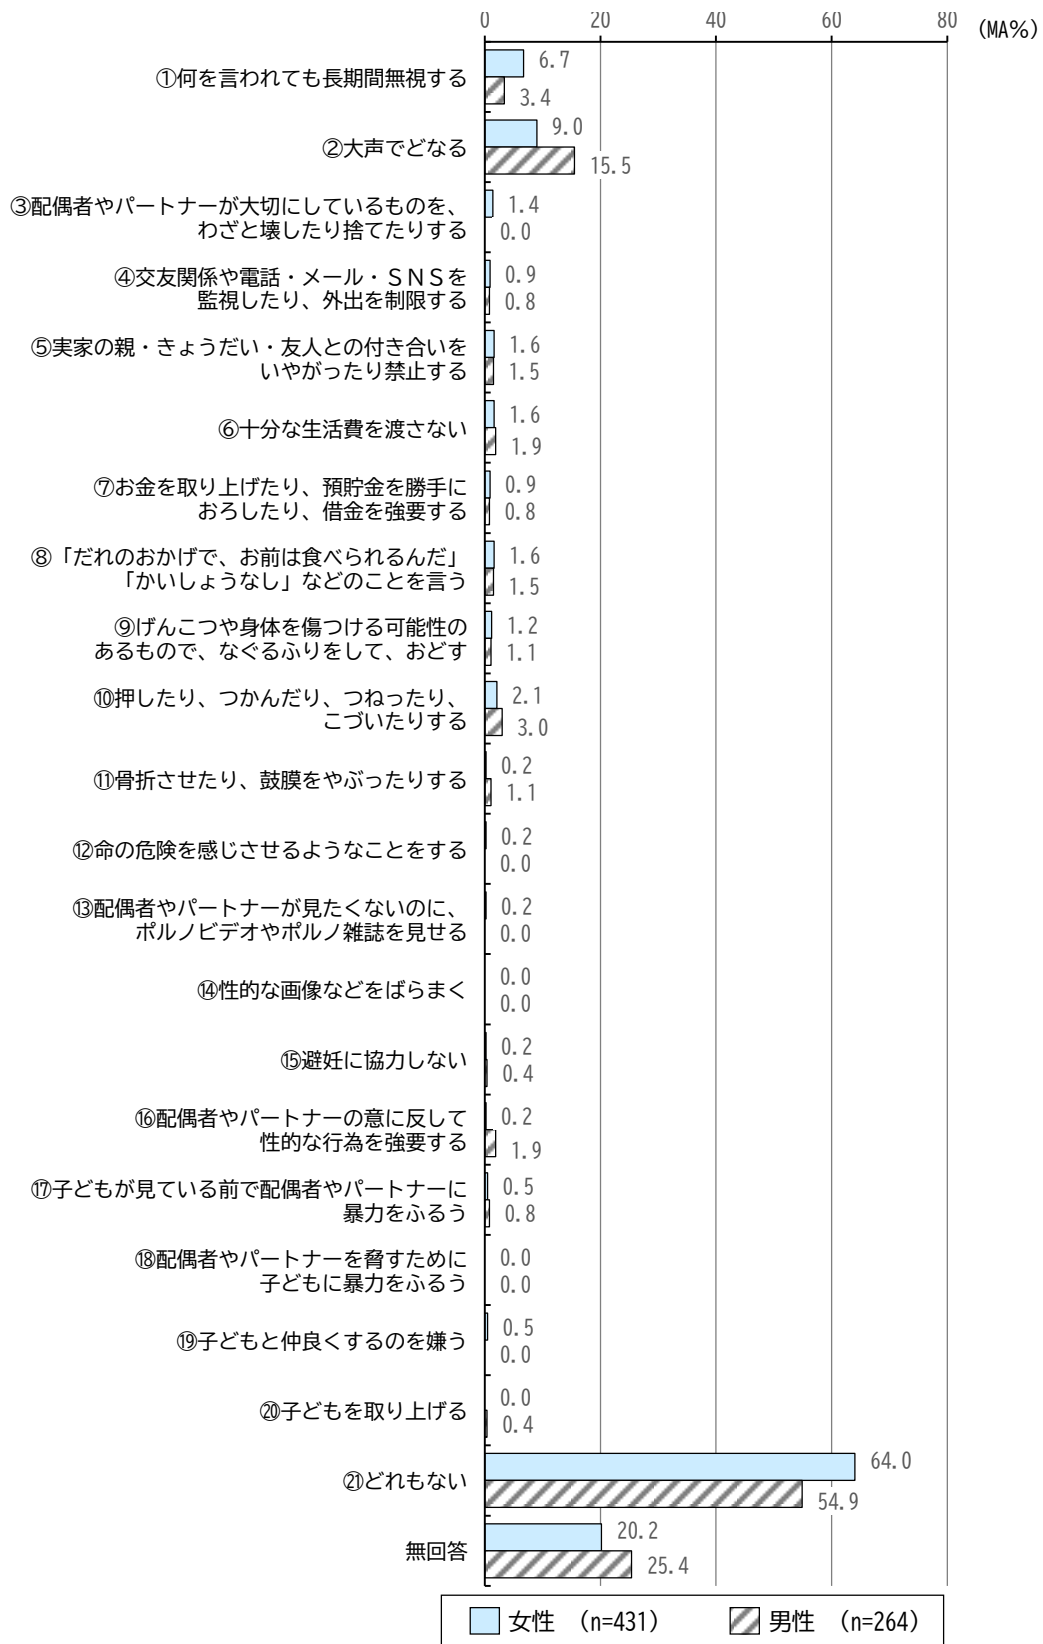 0 20 40 60 80 (MA%)
①何を言われても長期間無視する 6.7
3.4
②大声でどなる 9.0
15.5
③配偶者やパートナーが大切にしているものを、 1.4
わざと壊したり捨てたりする 0.0
④交友関係や電話・メール・SNSを 0.9
監視したり、外出を制限する 0.8
⑤実家の親・きょうだい・友人との付き合いを 1.6
いやがったり禁止する 1.5
⑥十分な生活費を渡さない 1.6
1.9
⑦お金を取り上げたり、預貯金を勝手に 0.9
おろしたり、借金を強要する 0.8
⑧「だれのおかげで、お前は食べられるんだ」 1.6
「かいしょうなし」などのことを言う 1.5
⑨げんこつや身体を傷つける可能性の 1.2
あるもので、なぐるふりをして、おどす 1.1
⑩押したり、つかんだり、つねったり、 2.1
こづいたりする 3.0
⑪骨折させたり、鼓膜をやぶったりする 0.2
1.1
⑫命の危険を感じさせるようなことをする 0.2
0.0
⑬配偶者やパートナーが見たくないのに、 0.2
ポルノビデオやポルノ雑誌を見せる 0.0
⑭性的な画像などをばらまく 0.0
0.0
⑮避妊に協力しない 0.2
0.4
⑯配偶者やパートナーの意に反して 0.2
性的な行為を強要する 1.9
⑰子どもが見ている前で配偶者やパートナーに 0.5
暴力をふるう 0.8
⑱配偶者やパートナーを脅すために 0.0
子どもに暴力をふるう 0.0
⑲子どもと仲良くするのを嫌う 0.5
0.0
⑳子どもを取り上げる 0.0
0.4
㉑どれもない 64.0
54.9
無回答 20.2
25.4
女性 (n=431) 男性 (n=264)